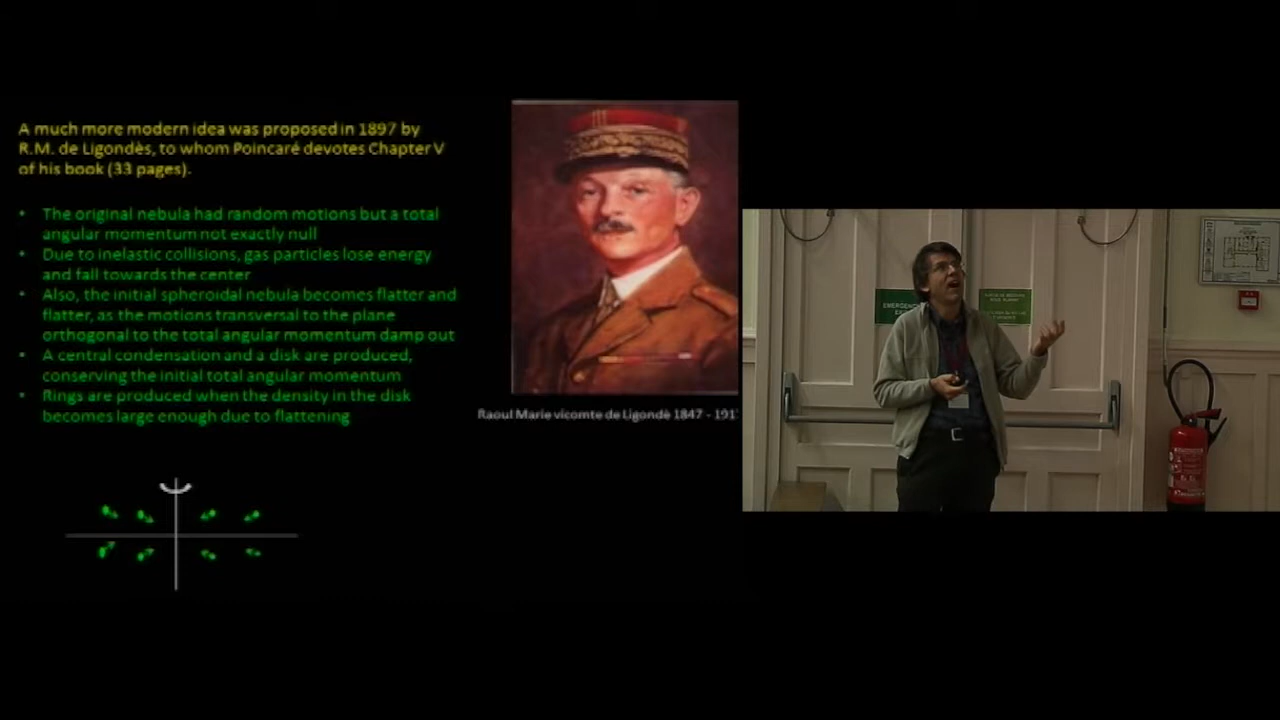 A much more modern idea was proposed in 1897 by
R.M. de Ligondès, to whom Poincaré devotes Chapter V
of his book (33 pages).
• The original nebula had random motions but a total
angular momentum not exactly null
• Due to inelastic collisions, gas particles lose energy
and fall towards the center
• Also, the initial spheroidal nebula becomes flatter and
flatter, as the motions transversal to the plane
orthogonal to the total angular momentum damp out
• A central condensation and a disk are produced,
conserving the initial total angular momentum
• Rings are produced when the density in the disk
becomes large enough due to flattening
Raoul Marie vicomte de Ligondè 1847 - 191
EMERGENCY